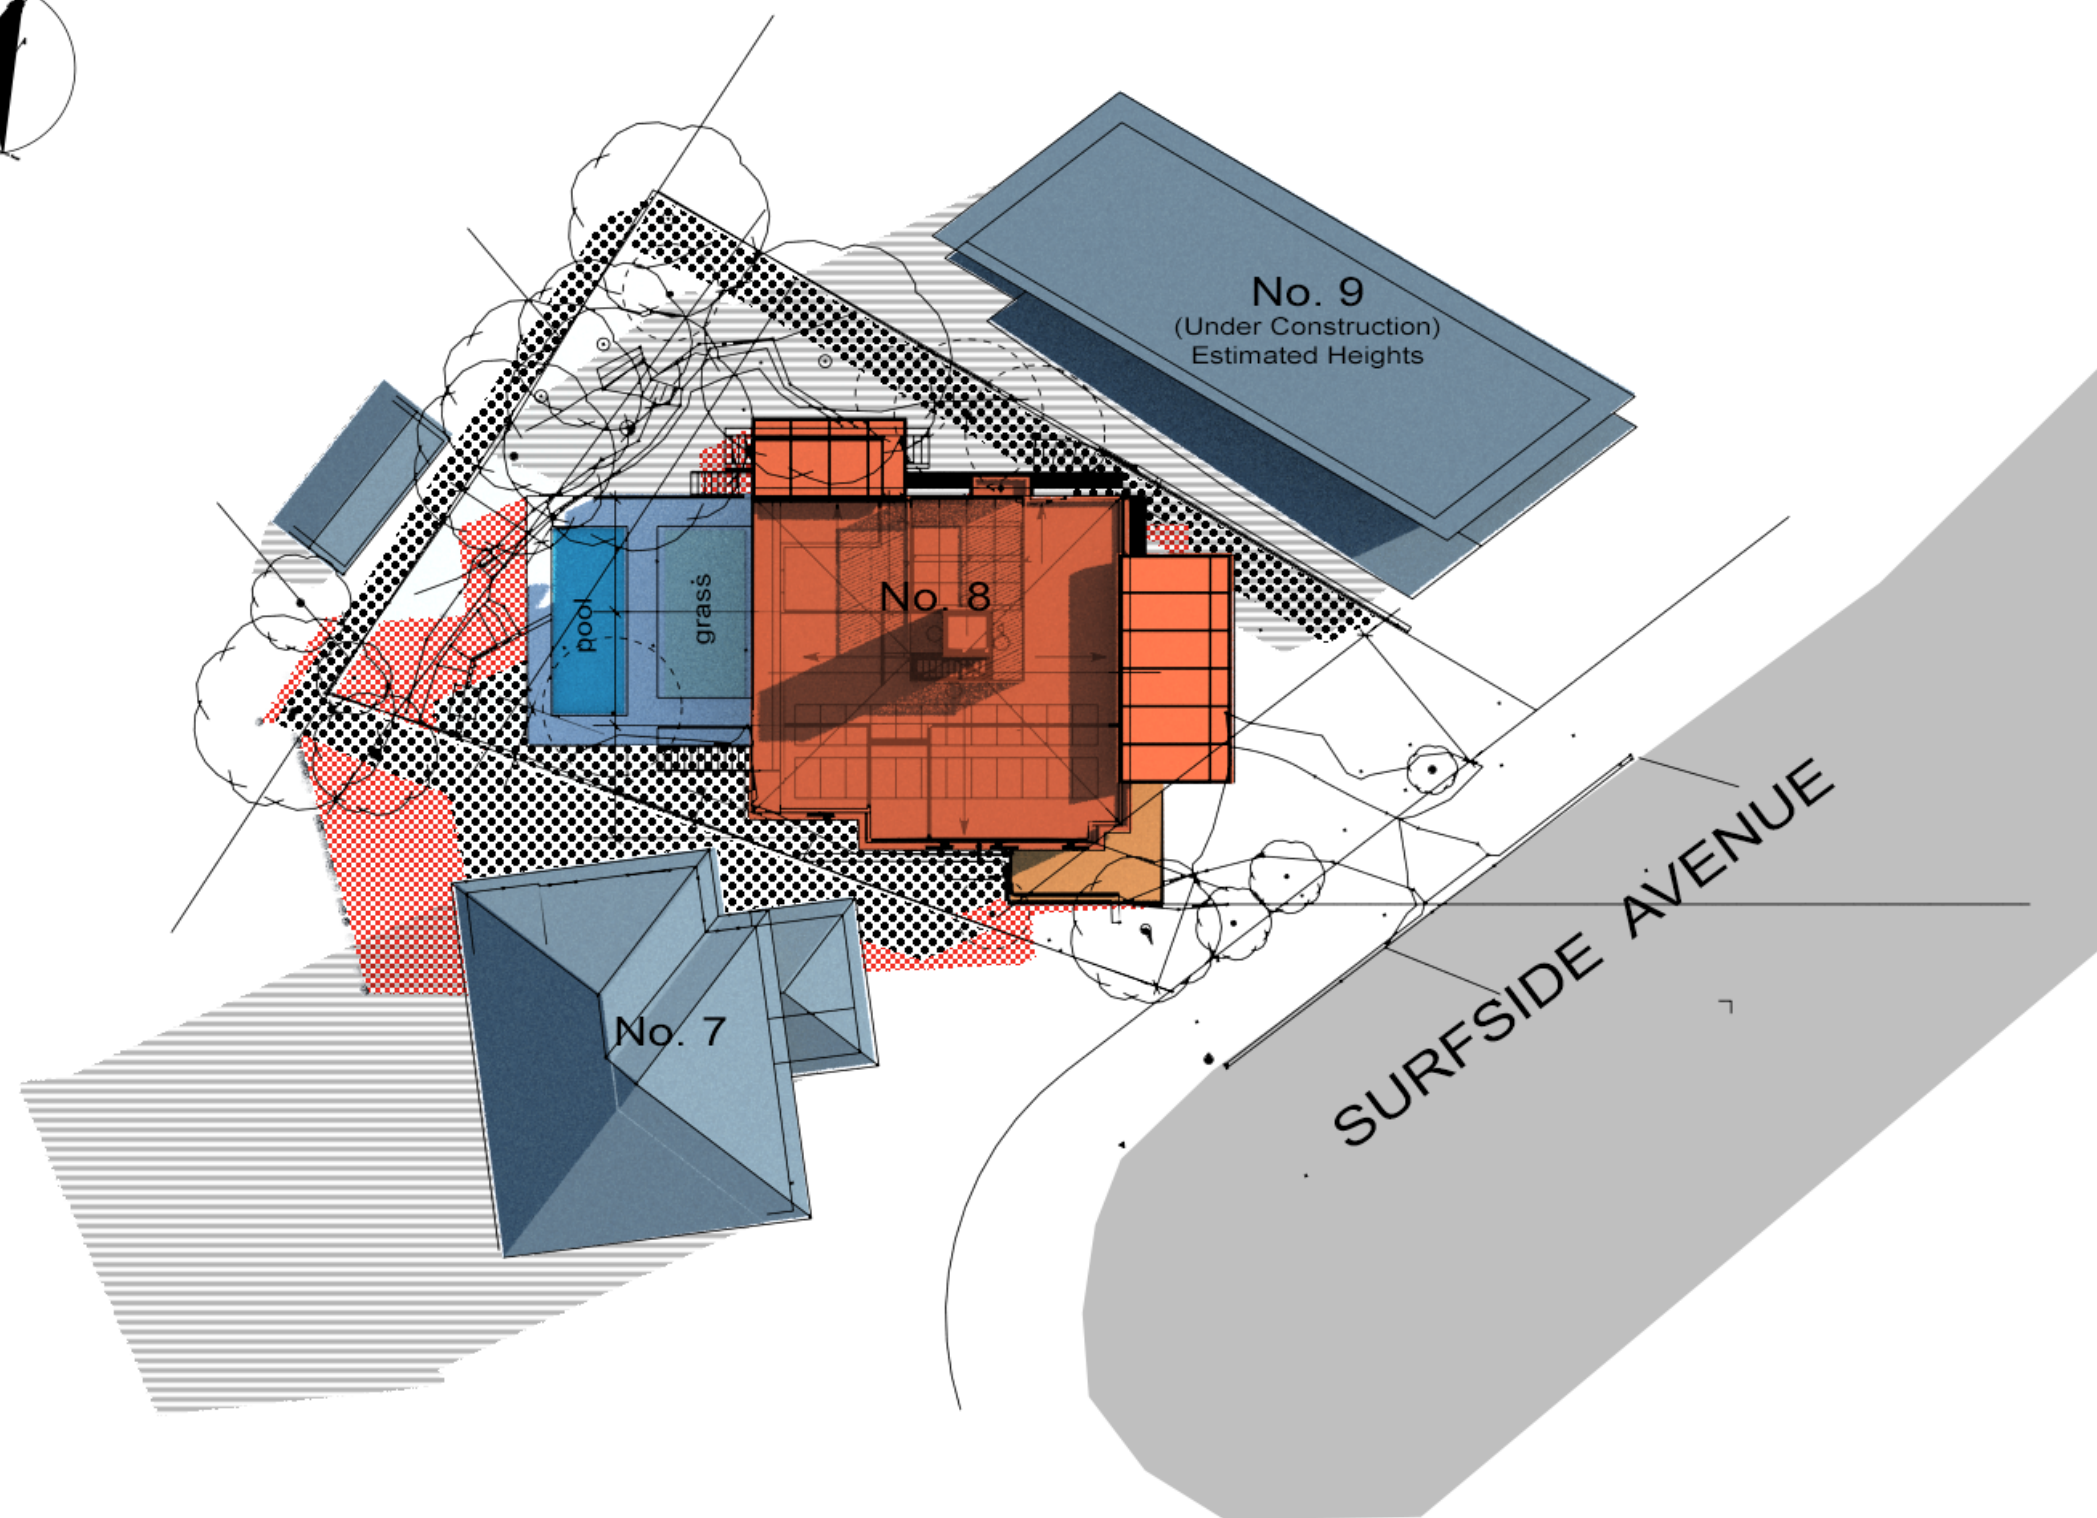 No. 9
(Under Construction)
Estimated Heights
No. 8
pool
grass
No. 7
SURFSIDE AVENUE